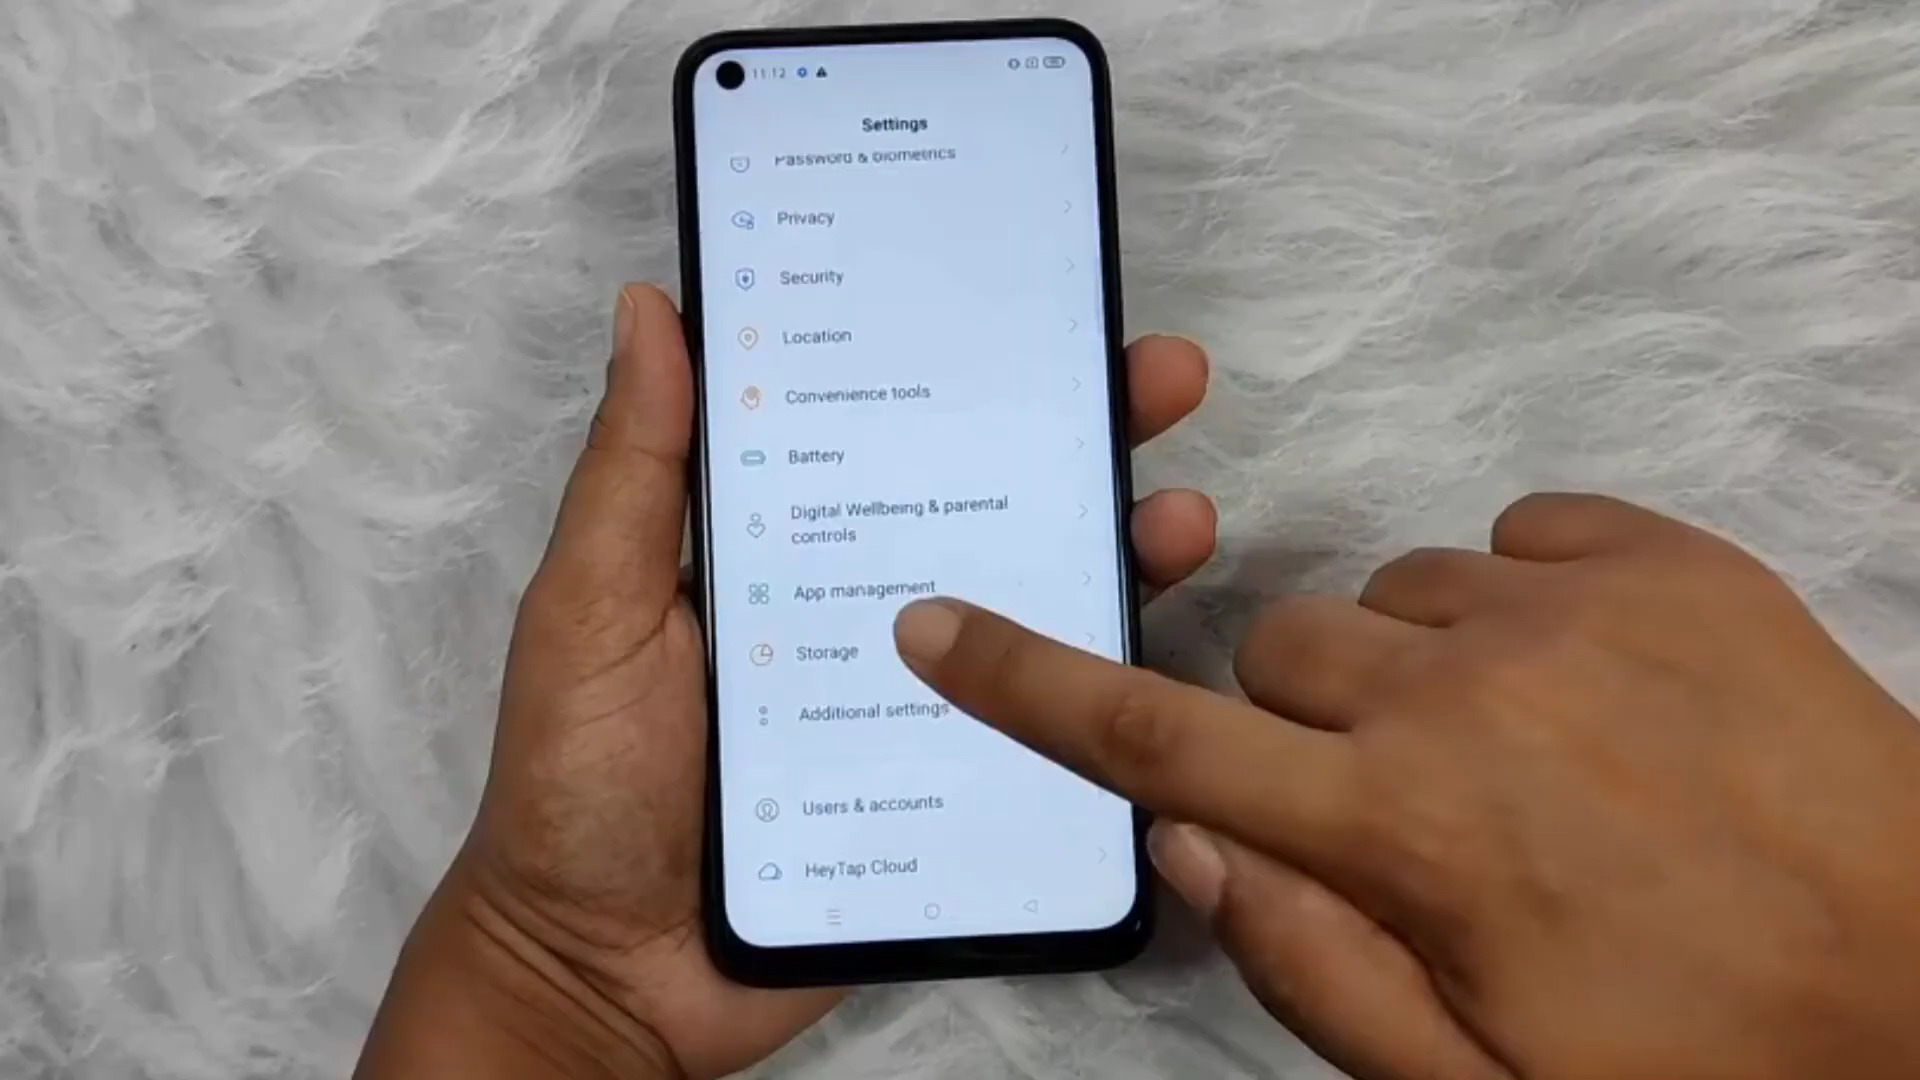 11:12
Settings
Password & biometrics
Privacy
Security
Location
Convenience tools
Battery
Digital Wellbeing & parental
controls
App management
Storage
Additional settings
Users & accounts
HeyTap Cloud